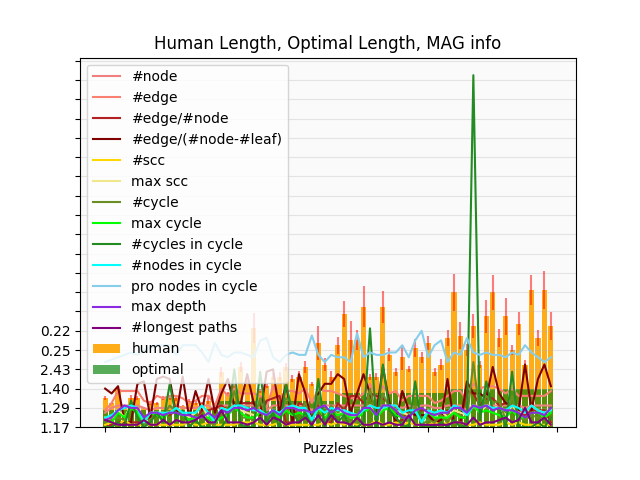 Human Length, Optimal Length, MAG info
#node
#edge
#edge/#node
#edge/(#node-#leaf)
#scc
max scc
#cycle
max cycle
#cycles in cycle
#nodes in cycle
pro nodes in cycle
max depth
#longest paths
human
optimal
0.22
0.25
2.43
1.40
1.29
1.17
Puzzles